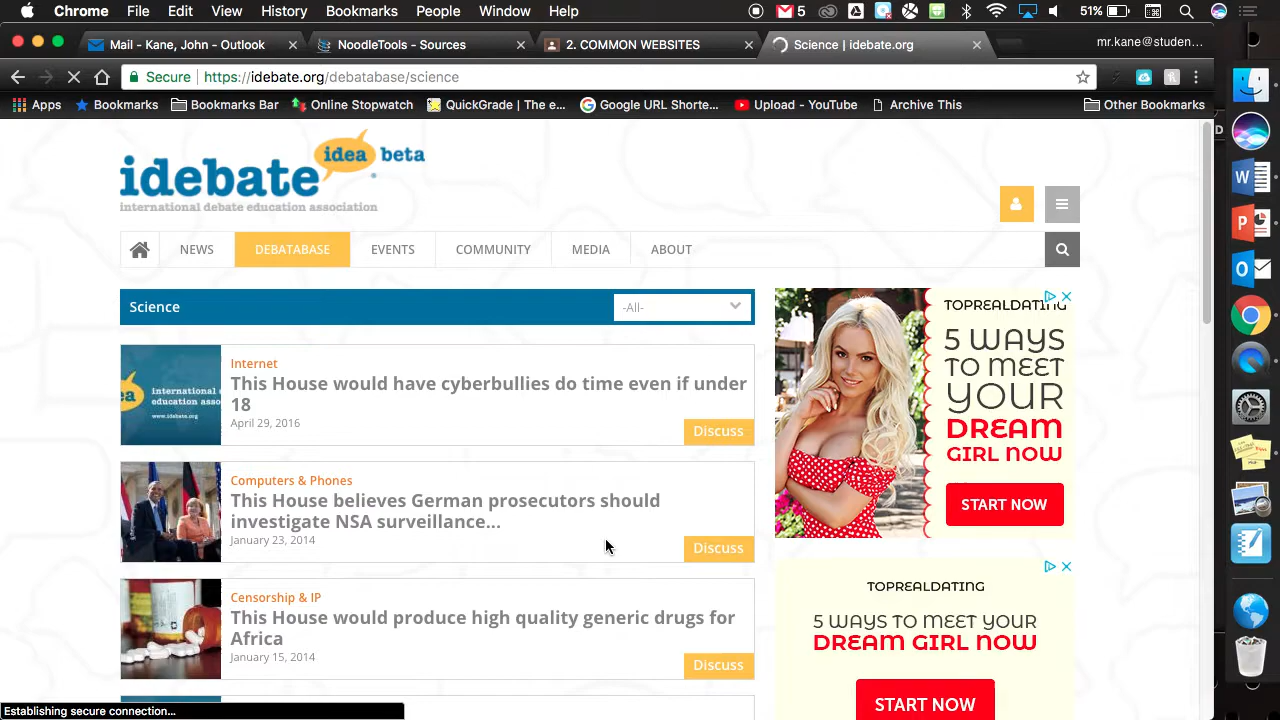 Chrome File Edit View History Bookmarks People Window Help 5 51%
Mail - Kane, John - Outlook NoodleTools - Sources 2. COMMON WEBSITES Science | idebate.org mr.kane@studen...
Secure https://idebate.org/debatabase/science
Apps Bookmarks Bookmarks Bar Online Stopwatch QuickGrade | The e... Google URL Shorte... Upload - YouTube Archive This Other Bookmarks
idebate idea beta
international debate education association
NEWS DEBATABASE EVENTS COMMUNITY MEDIA ABOUT
Science -All-
Internet
This House would have cyberbullies do time even if under
18
April 29, 2016
Discuss
international
education asso
www.idebate.org
Computers & Phones
This House believes German prosecutors should
investigate NSA surveillance...
January 23, 2014
Discuss
Censorship & IP
This House would produce high quality generic drugs for
Africa
January 15, 2014
Discuss
TOPREALDATING
5 WAYS
TO MEET
YOUR
DREAM
GIRL NOW
START NOW
TOPREALDATING
5 WAYS TO MEET YOUR
DREAM GIRL NOW
START NOW
Establishing secure connection...